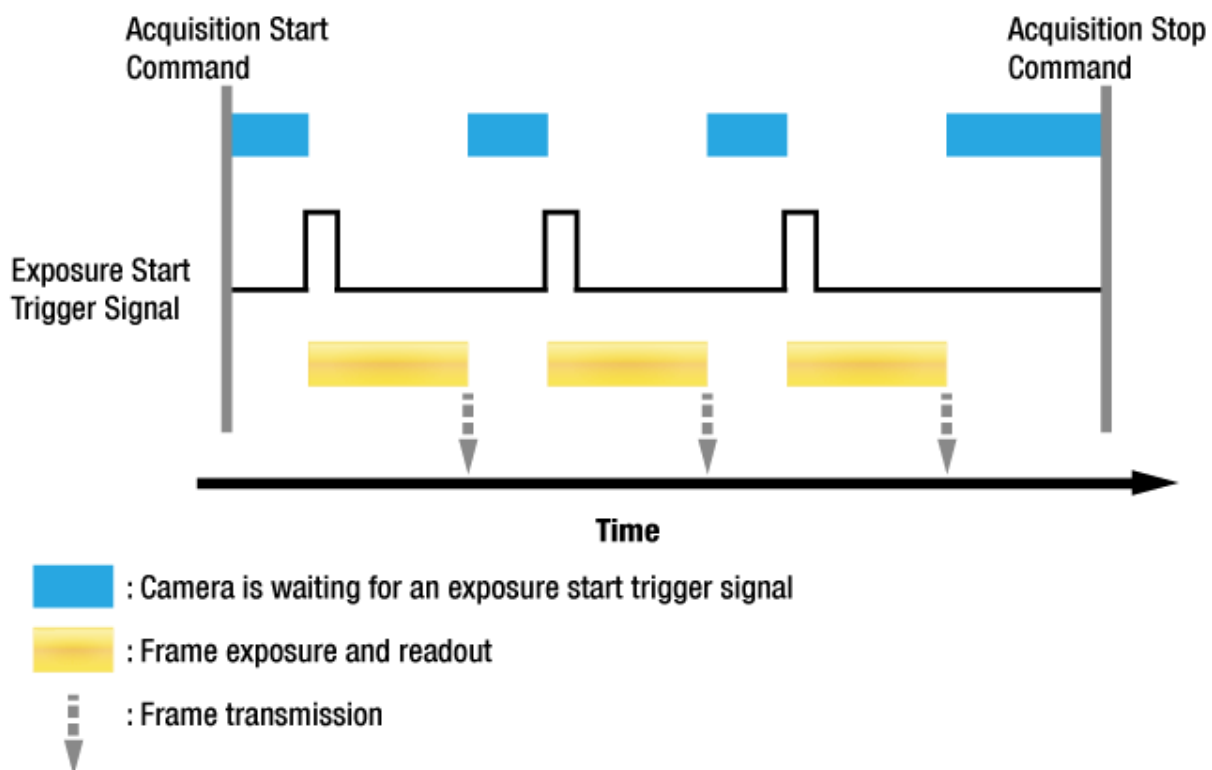 Acquisition Start
Command
Acquisition Stop
Command
Exposure Start
Trigger Signal
Time
: Camera is waiting for an exposure start trigger signal
: Frame exposure and readout
: Frame transmission